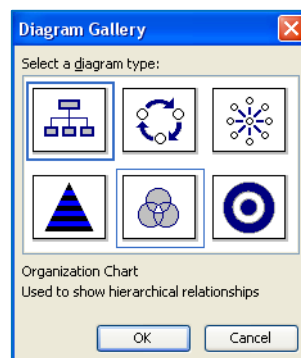 Diagram Gallery
Select a diagram type:
Organization Chart
Used to show hierarchical relationships
OK Cancel